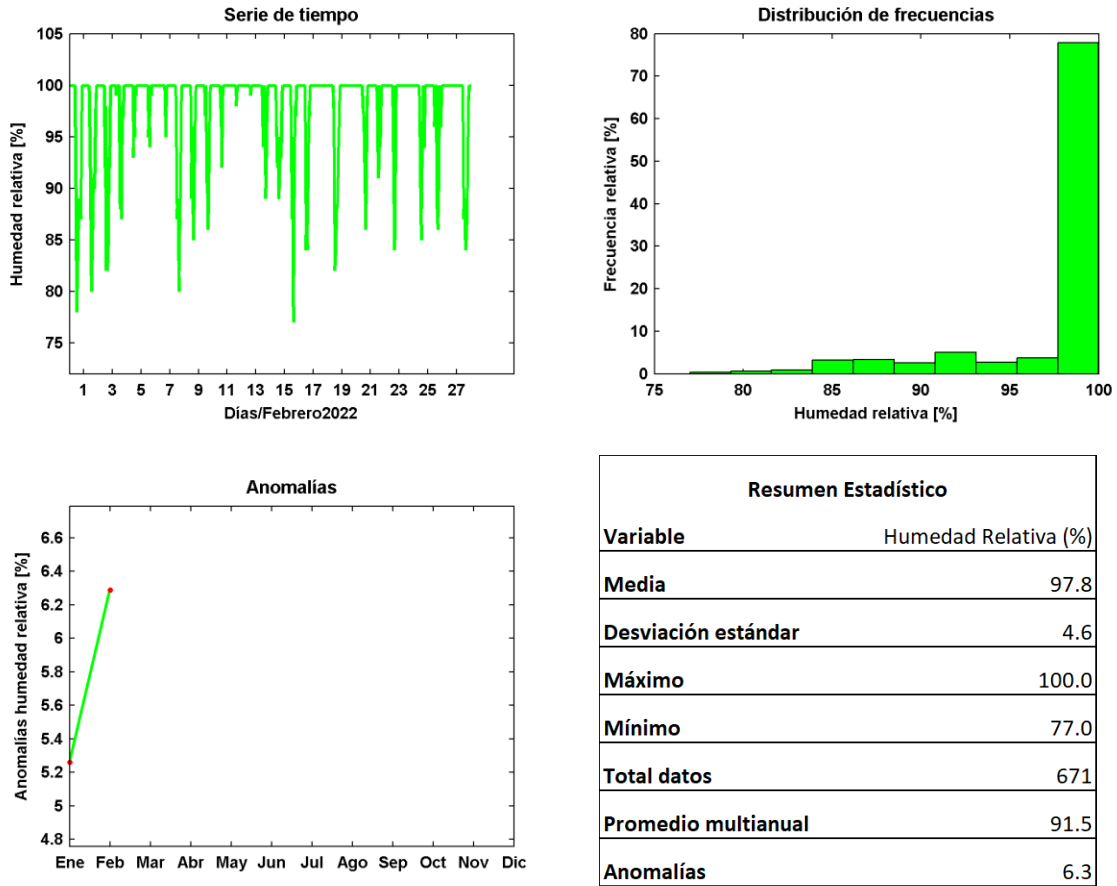 Serie de tiempo
105
100
95
90
85
80
75
Humedad relativa [%]
1 3 5 7 9 11 13 15 17 19 21 23 25 27
Días/Febrero2022
Distribución de frecuencias
80
70
60
50
40
30
20
10
0
Frecuencia relativa [%]
75 80 85 90 95 100
Humedad relativa [%]
Anomalías
6.6
6.4
6.2
6
5.8
5.6
5.4
5.2
5
4.8
Anomalias humedad relativa [%]
Ene Feb Mar Abr May Jun Jul Ago Sep Oct Nov Dic
Resumen Estadístico
Variable Humedad Relativa (%)
Media 97.8
Desviación estándar 4.6
Máximo 100.0
Mínimo 77.0
Total datos 671
Promedio multianual 91.5
Anomalías 6.3